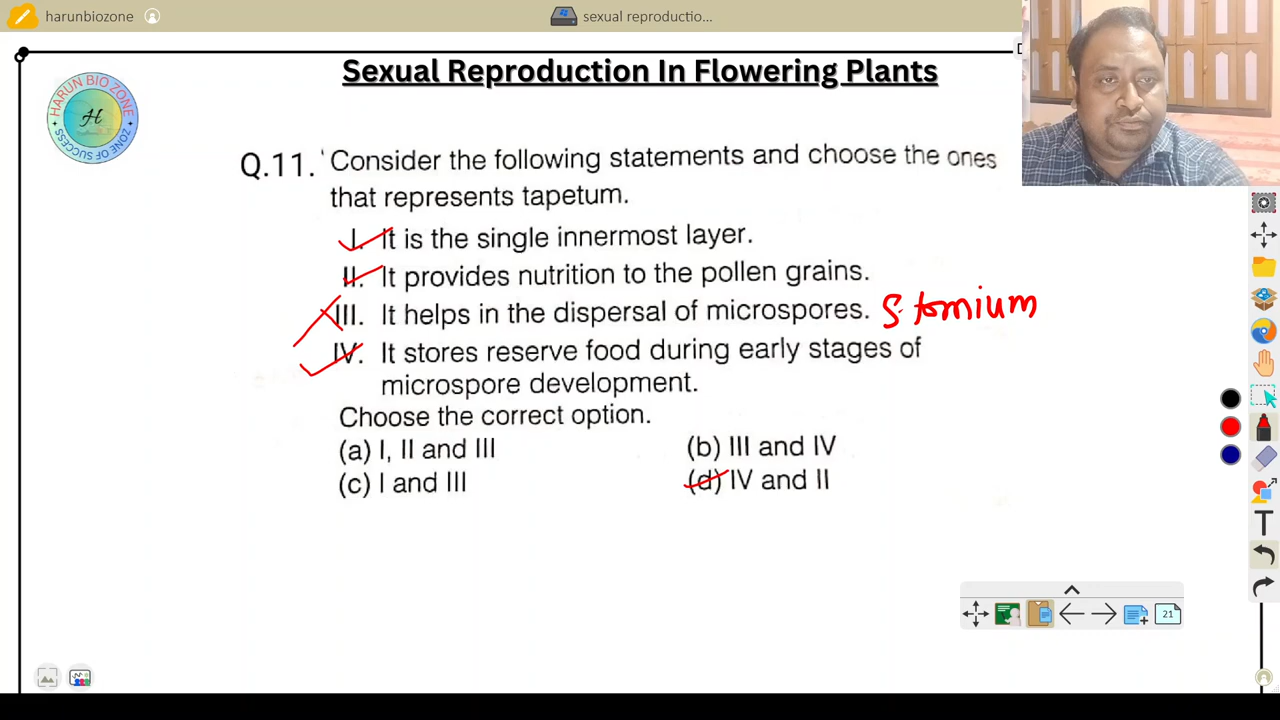 harunbiozone
sexual reproductio...
Sexual Reproduction In Flowering Plants
HARUN BIO ZONE
H
ZONE OF SUCCESS
Q.11. Consider the following statements and choose the ones
that represents tapetum.
I. It is the single innermost layer.
II. It provides nutrition to the pollen grains.
III. It helps in the dispersal of microspores. Stomium
IV. It stores reserve food during early stages of
microspore development.
Choose the correct option.
(a) I, II and III (b) III and IV
(c) I and III (d) IV and II
T
21